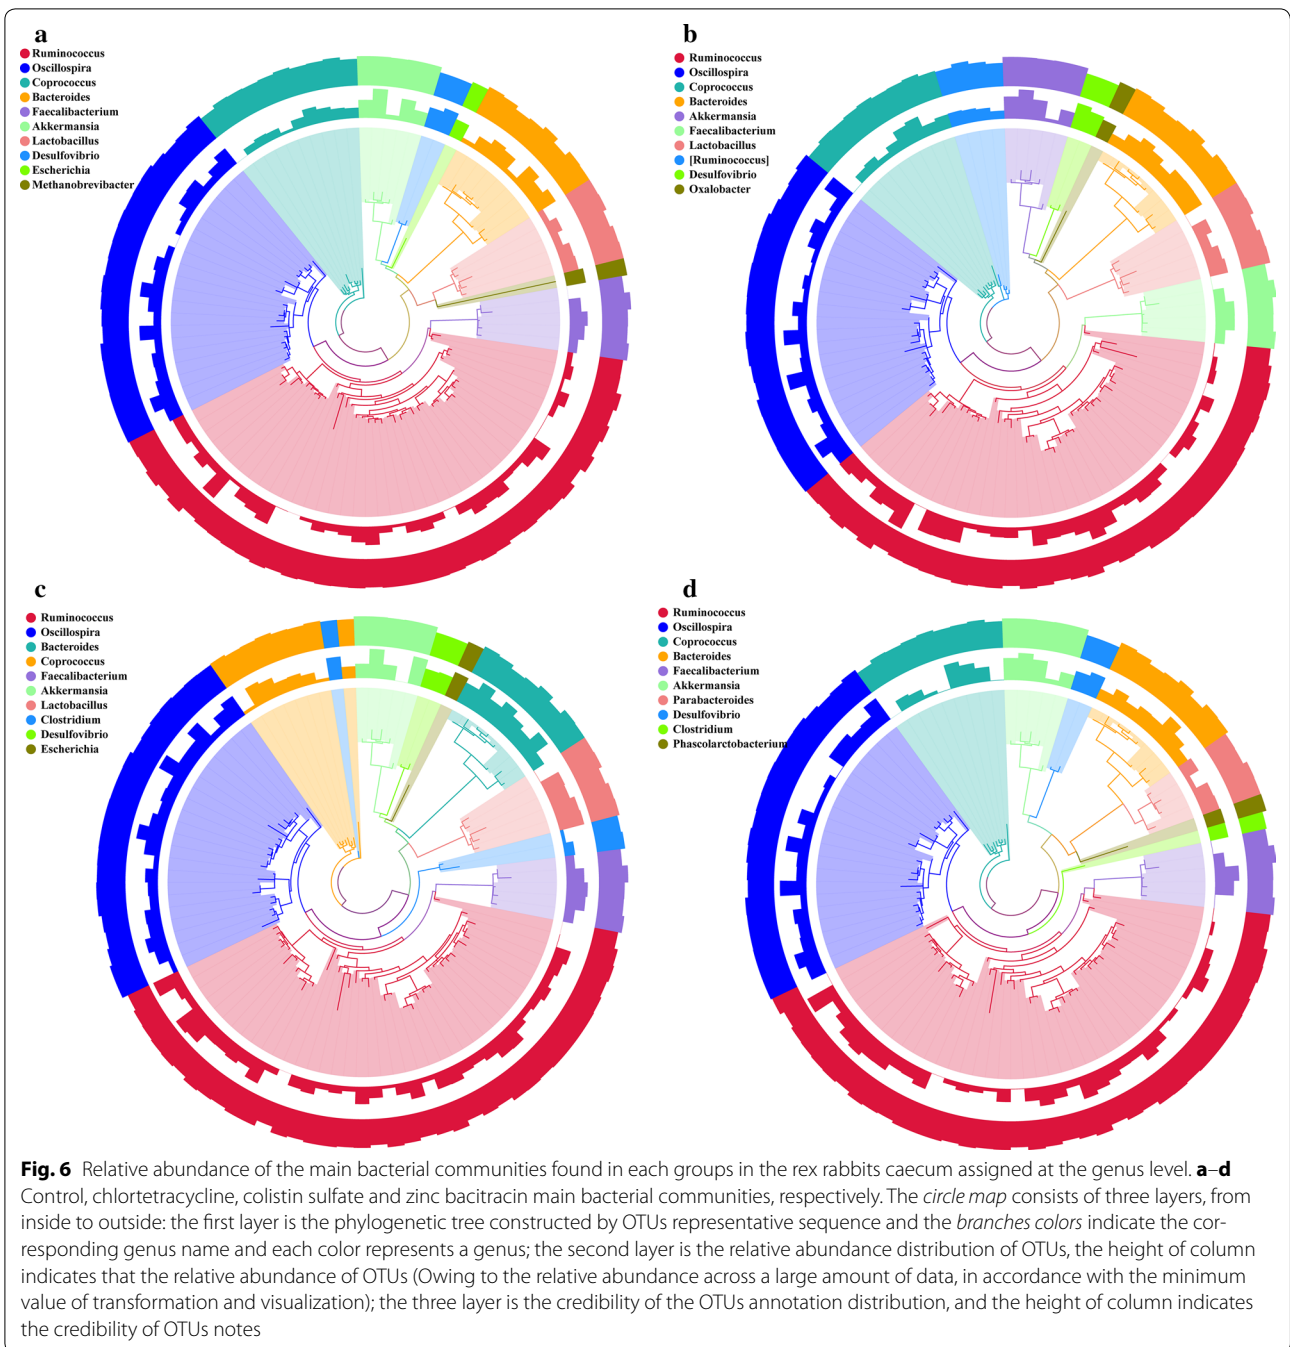 a
Ruminococcus
Oscillospira
Coprococcus
Bacteroides
Faecalibacterium
Akkermansia
Lactobacillus
Desulfovibrio
Escherichia
Methanobrevibacter
b
Ruminococcus
Oscillospira
Coprococcus
Bacteroides
Akkermansia
Faecalibacterium
Lactobacillus
[Ruminococcus]
Desulfovibrio
Oxalobacter
c
Ruminococcus
Oscillospira
Bacteroides
Coprococcus
Faecalibacterium
Akkermansia
Lactobacillus
Clostridium
Desulfovibrio
Escherichia
d
Ruminococcus
Oscillospira
Coprococcus
Bacteroides
Faecalibacterium
Akkermansia
Parabacteroides
Desulfovibrio
Clostridium
Phascolarctobacterium
Fig. 6 Relative abundance of the main bacterial communities found in each groups in the rex rabbits caecum assigned at the genus level. a–d
Control, chlortetracycline, colistin sulfate and zinc bacitracin main bacterial communities, respectively. The circle map consists of three layers, from
inside to outside: the first layer is the phylogenetic tree constructed by OTUs representative sequence and the branches colors indicate the cor-
responding genus name and each color represents a genus; the second layer is the relative abundance distribution of OTUs, the height of column
indicates that the relative abundance of OTUs (Owing to the relative abundance across a large amount of data, in accordance with the minimum
value of transformation and visualization); the three layer is the credibility of the OTUs annotation distribution, and the height of column indicates
the credibility of OTUs notes